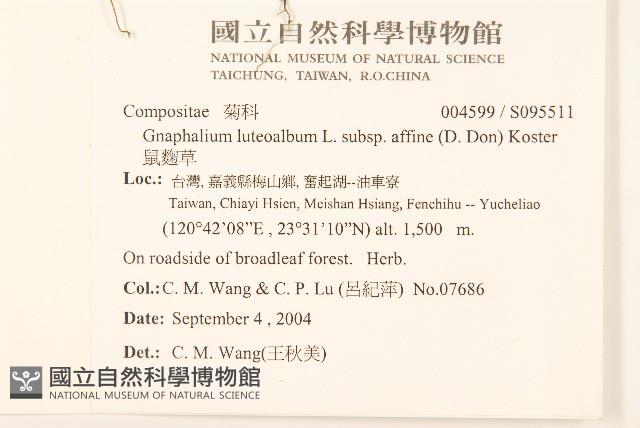 國立自然科學博物館
NATIONAL MUSEUM OF NATURAL SCIENCE
TAICHUNG, TAIWAN, R.O.CHINA
Compositae 菊科 004599 / S095511
Gnaphalium luteoalbum L. subsp. affine (D. Don) Koster
鼠麴草
Loc.: 台灣, 嘉義縣梅山鄉, 奮起湖--油車寮
Taiwan, Chiayi Hsien, Meishan Hsiang, Fenchihu -- Yucheliao
(120°42'08”E , 23°31'10”N) alt. 1,500 m.
On roadside of broadleaf forest. Herb.
Col.: C. M. Wang & C. P. Lu (呂紀萍) No.07686
Date: September 4 , 2004
Det.: C. M. Wang(王秋美)
國立自然科學博物館
NATIONAL MUSEUM OF NATURAL SCIENCE